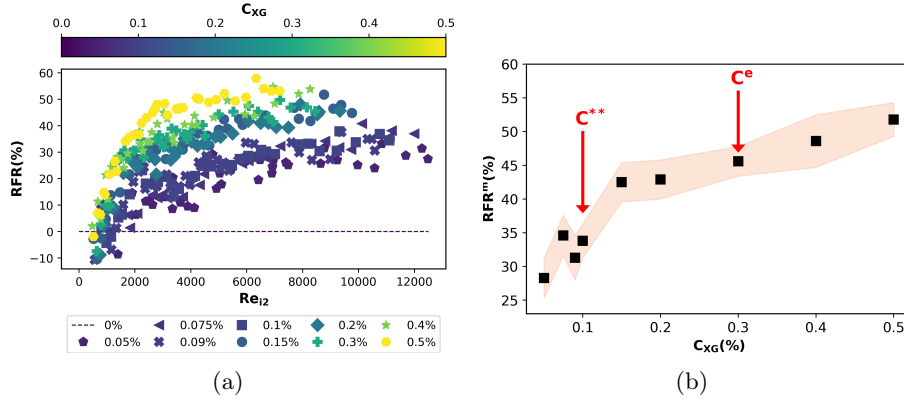 C_XG
0.0 0.1 0.2 0.3 0.4 0.5
RFR(%)
60
50
40
30
20
10
0
−10
0 2000 4000 6000 8000 10000 12000
Re_i2
0% 0.075% 0.1% 0.2% 0.4%
0.05% 0.09% 0.15% 0.3% 0.5%
(a)
RFR^m(%)
60
55
50
45
40
35
30
25
C^**
C^e
0.1 0.2 0.3 0.4 0.5
C_XG(%)
(b)